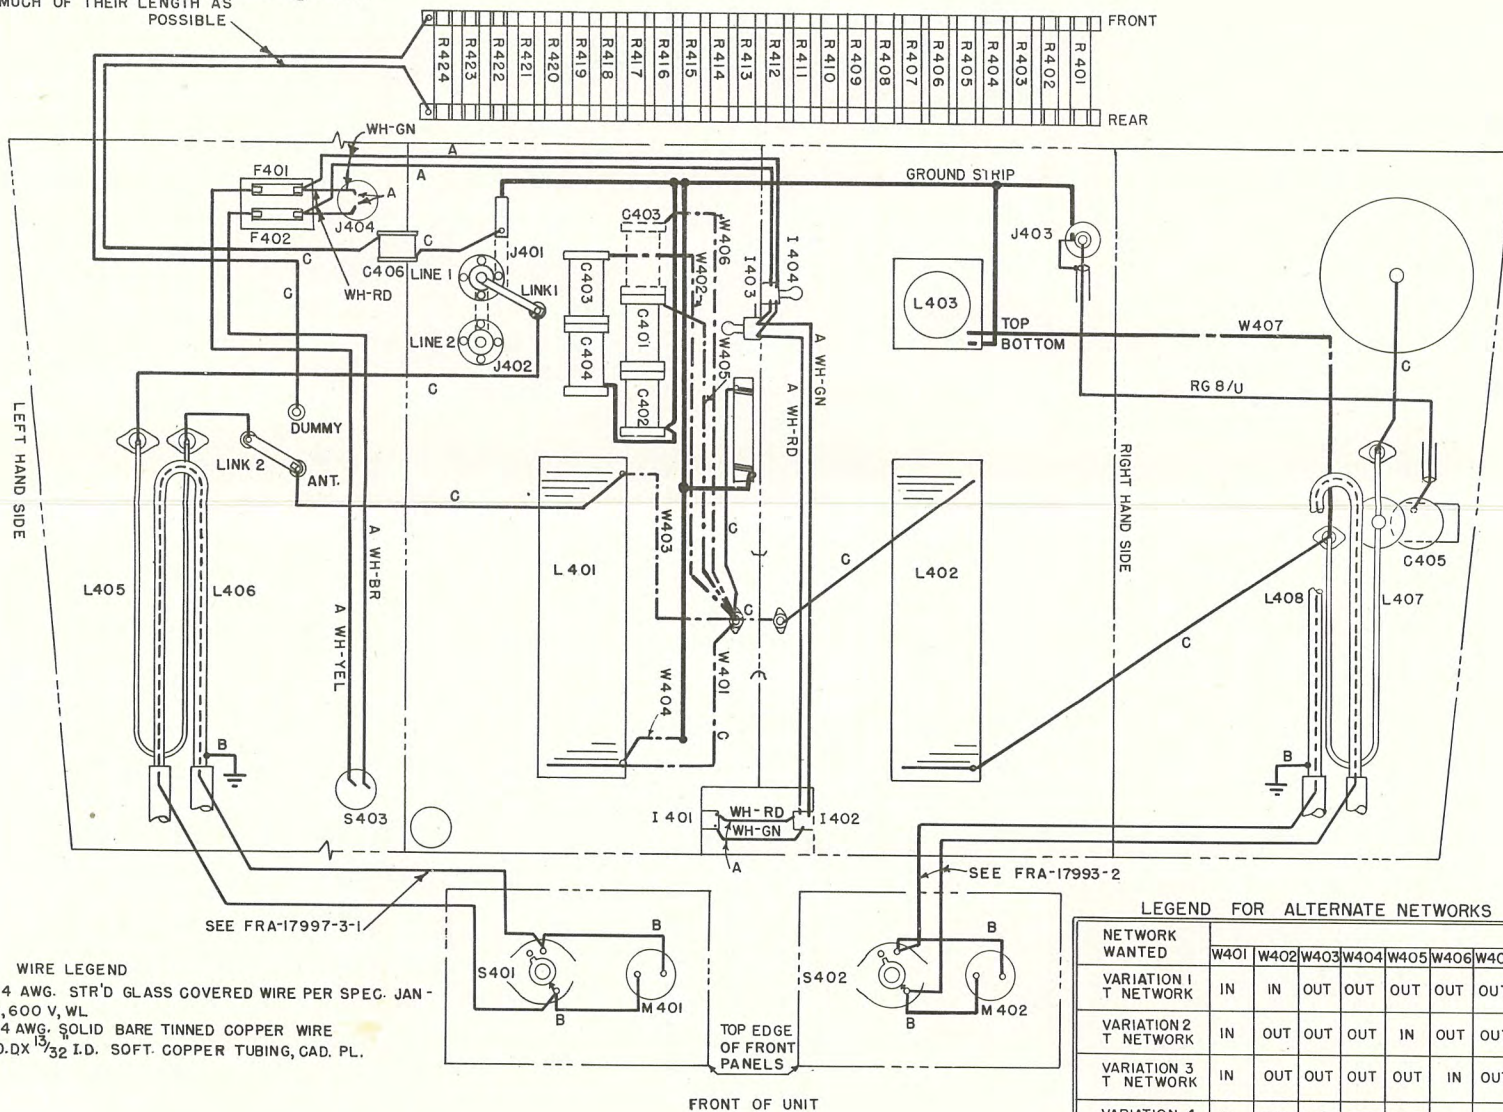 MUCH OF THEIR LENGTH AS
POSSIBLE
FRONT
R424
R423
R422
R421
R420
R419
R418
R417
R416
R415
R414
R413
R412
R411
R410
R409
R408
R407
R406
R405
R404
R403
R402
R401
REAR
WH-GN
A
A
F401
A
J404
F402
C
WH-RD
C406
C
LINE 1
J401
LINK1
LINE 2
J402
C
C
C403
C403
C404
C401
C402
W406
W402
W405
I403
I404
GROUND STRIP
J403
L403
TOP
BOTTOM
W407
RG 8/U
C
A WH-GN
A WH-RD
LEFT HAND SIDE
RIGHT HAND SIDE
DUMMY
LINK 2
ANT.
C
L405
L406
A WH-BR
A WH-YEL
L401
W403
W404
W401
C
C
C
C
L402
C
L408
L407
C405
B
B
S403
I401
WH-RD
WH-GN
I402
A
SEE FRA-17997-3-1
SEE FRA-17993-2
S401
B
B
M401
S402
B
B
M402
TOP EDGE
OF FRONT
PANELS
FRONT OF UNIT
WIRE LEGEND
4 AWG. STR'D GLASS COVERED WIRE PER SPEC. JAN-
,600 V, WL
4 AWG. SOLID BARE TINNED COPPER WIRE
O.D.X 13/32" I.D. SOFT. COPPER TUBING, CAD. PL.
LEGEND FOR ALTERNATE NETWORKS
NETWORK
WANTED
W401 W402 W403 W404 W405 W406 W40
VARIATION 1
T NETWORK
IN IN OUT OUT OUT OUT OUT
VARIATION 2
T NETWORK
IN OUT OUT OUT IN OUT OU
VARIATION 3
T NETWORK
IN OUT OUT OUT OUT IN OUT